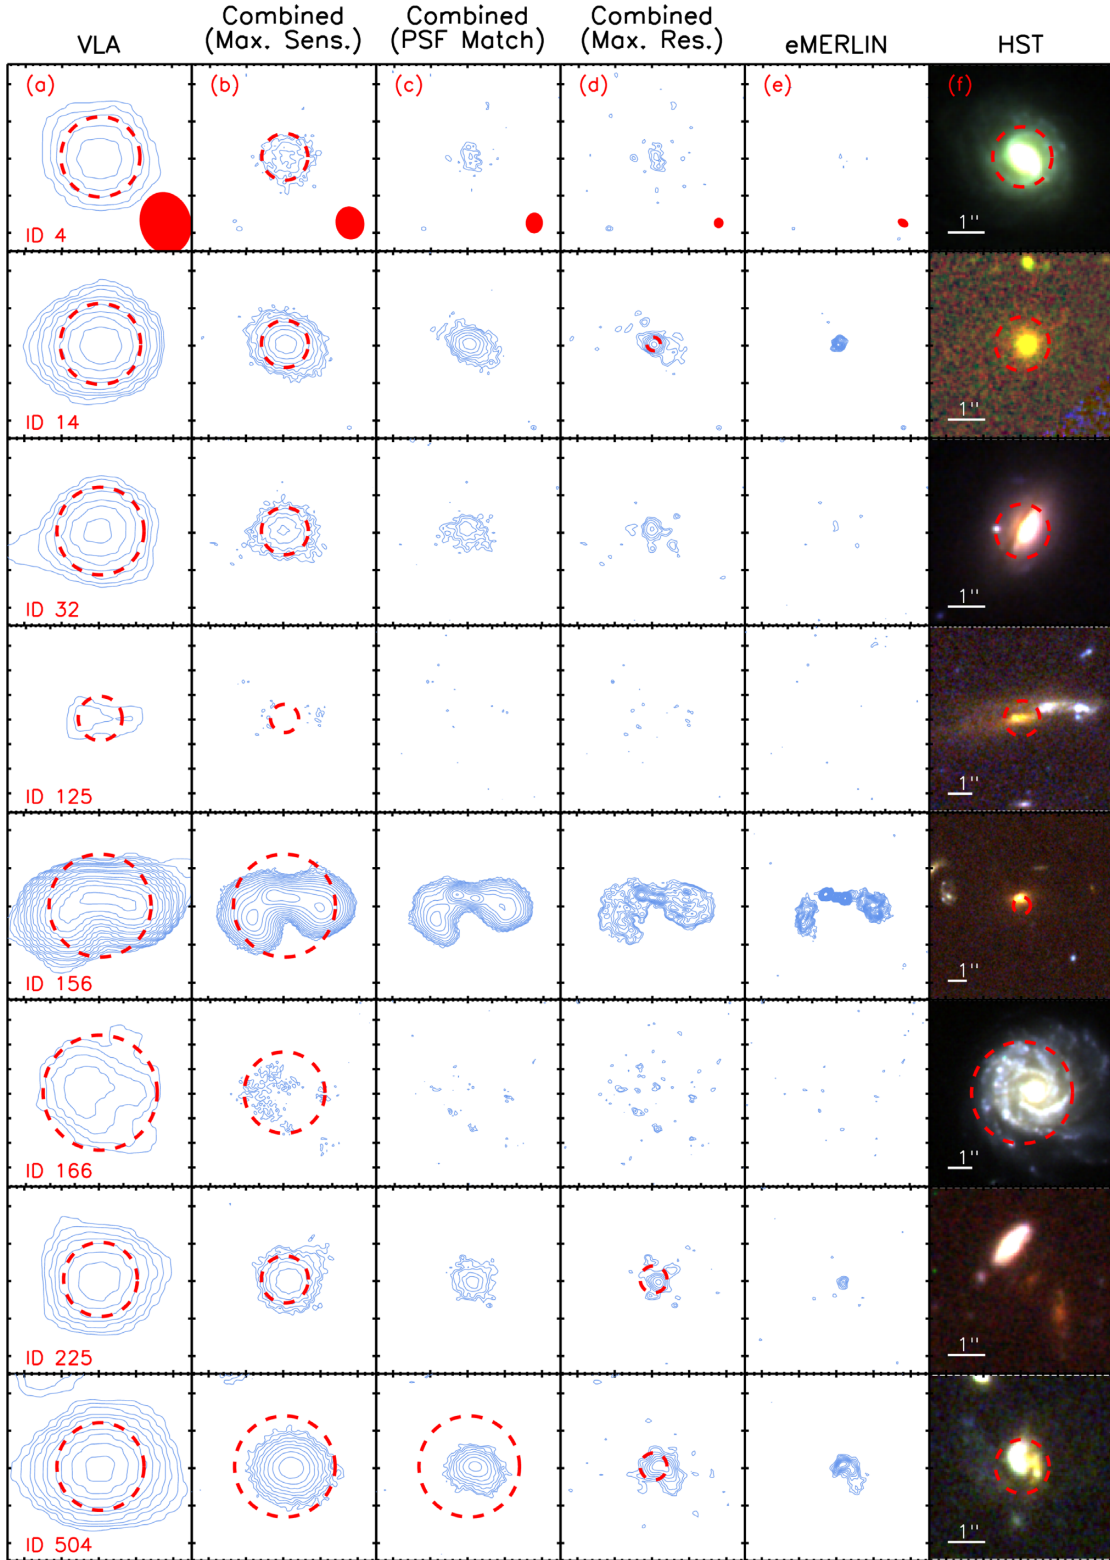 VLA
Combined
(Max. Sens.)
Combined
(PSF Match)
Combined
(Max. Res.)
eMERLIN
HST
(a)
(b)
(c)
(d)
(e)
(f)
ID 4
1"
ID 14
1"
ID 32
1"
ID 125
1"
ID 156
1"
ID 166
1"
ID 225
1"
ID 504
1"